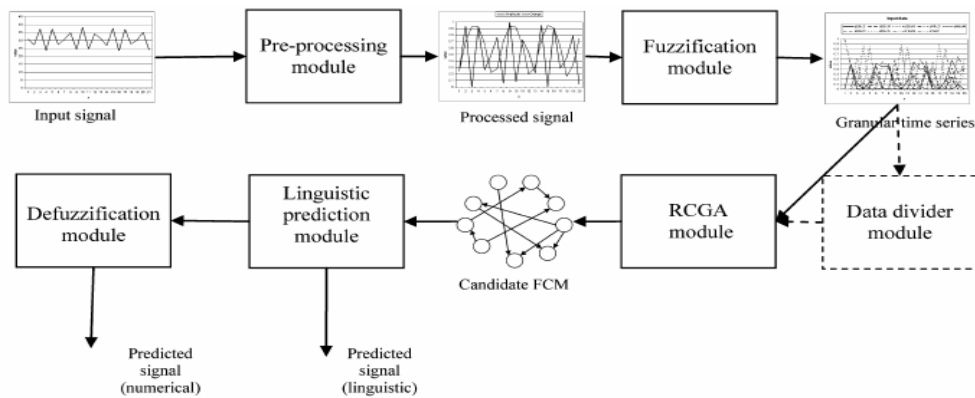 Pre-processing
module
Fuzzification
module
Input signal
Processed signal
Granular time series
Defuzzification
module
Linguistic
prediction
module
RCGA
module
Data divider
module
Candidate FCM
Predicted
signal
(numerical)
Predicted
signal
(linguistic)